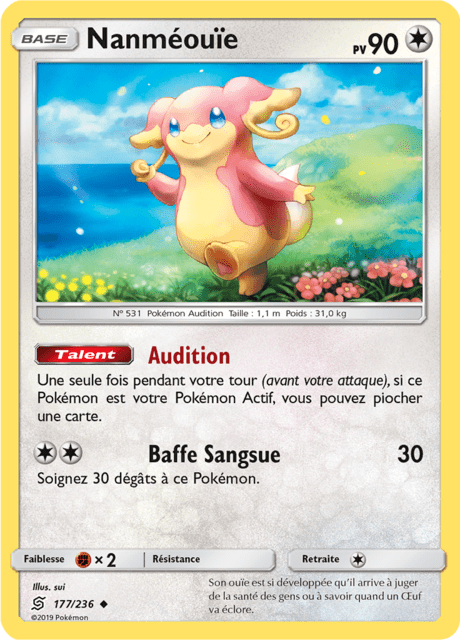 BASE Nanméouïe PV 90
N° 531 Pokémon Audition Taille : 1,1 m Poids : 31,0 kg
Talent Audition
Une seule fois pendant votre tour (avant votre attaque), si ce
Pokémon est votre Pokémon Actif, vous pouvez piocher
une carte.
Baffe Sangsue 30
Soignez 30 dégâts à ce Pokémon.
Faiblesse × 2 Résistance Retraite
Illus. sui
177/236
©2019 Pokémon
Son ouïe est si développée qu'il arrive à juger
de la santé des gens ou à savoir quand un Œuf
va éclore.